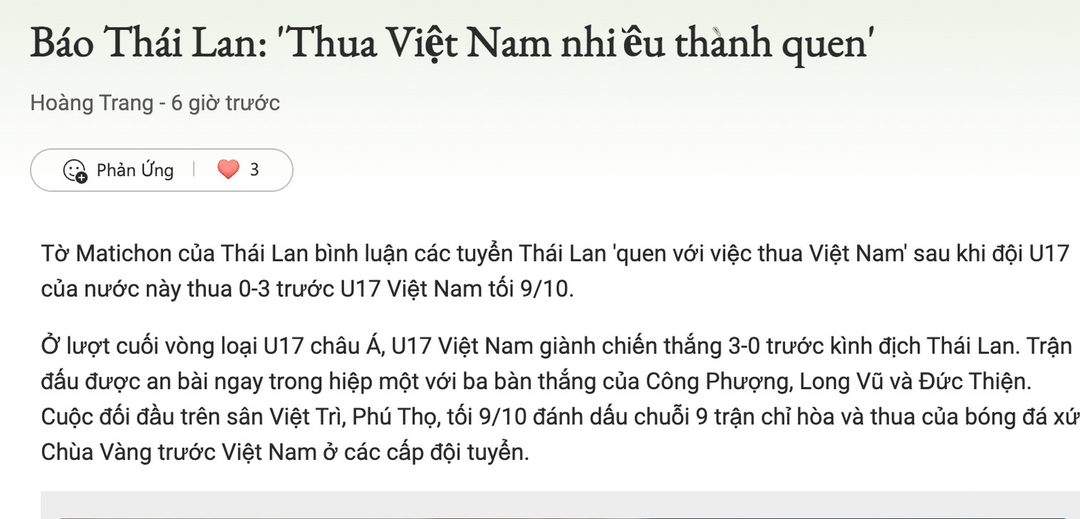 Báo Thái Lan: 'Thua Việt Nam nhiều thành quen'
Hoàng Trang - 6 giờ trước
Phản Ứng | 3
Tờ Matichon của Thái Lan bình luận các tuyển Thái Lan 'quen với việc thua Việt Nam' sau khi đội U17
của nước này thua 0-3 trước U17 Việt Nam tối 9/10.
Ở lượt cuối vòng loại U17 châu Á, U17 Việt Nam giành chiến thắng 3-0 trước kình địch Thái Lan. Trận
đấu được an bài ngay trong hiệp một với ba bàn thắng của Công Phượng, Long Vũ và Đức Thiện.
Cuộc đối đầu trên sân Việt Trì, Phú Thọ, tối 9/10 đánh dấu chuỗi 9 trận chỉ hòa và thua của bóng đá xứ
Chùa Vàng trước Việt Nam ở các cấp đội tuyển.